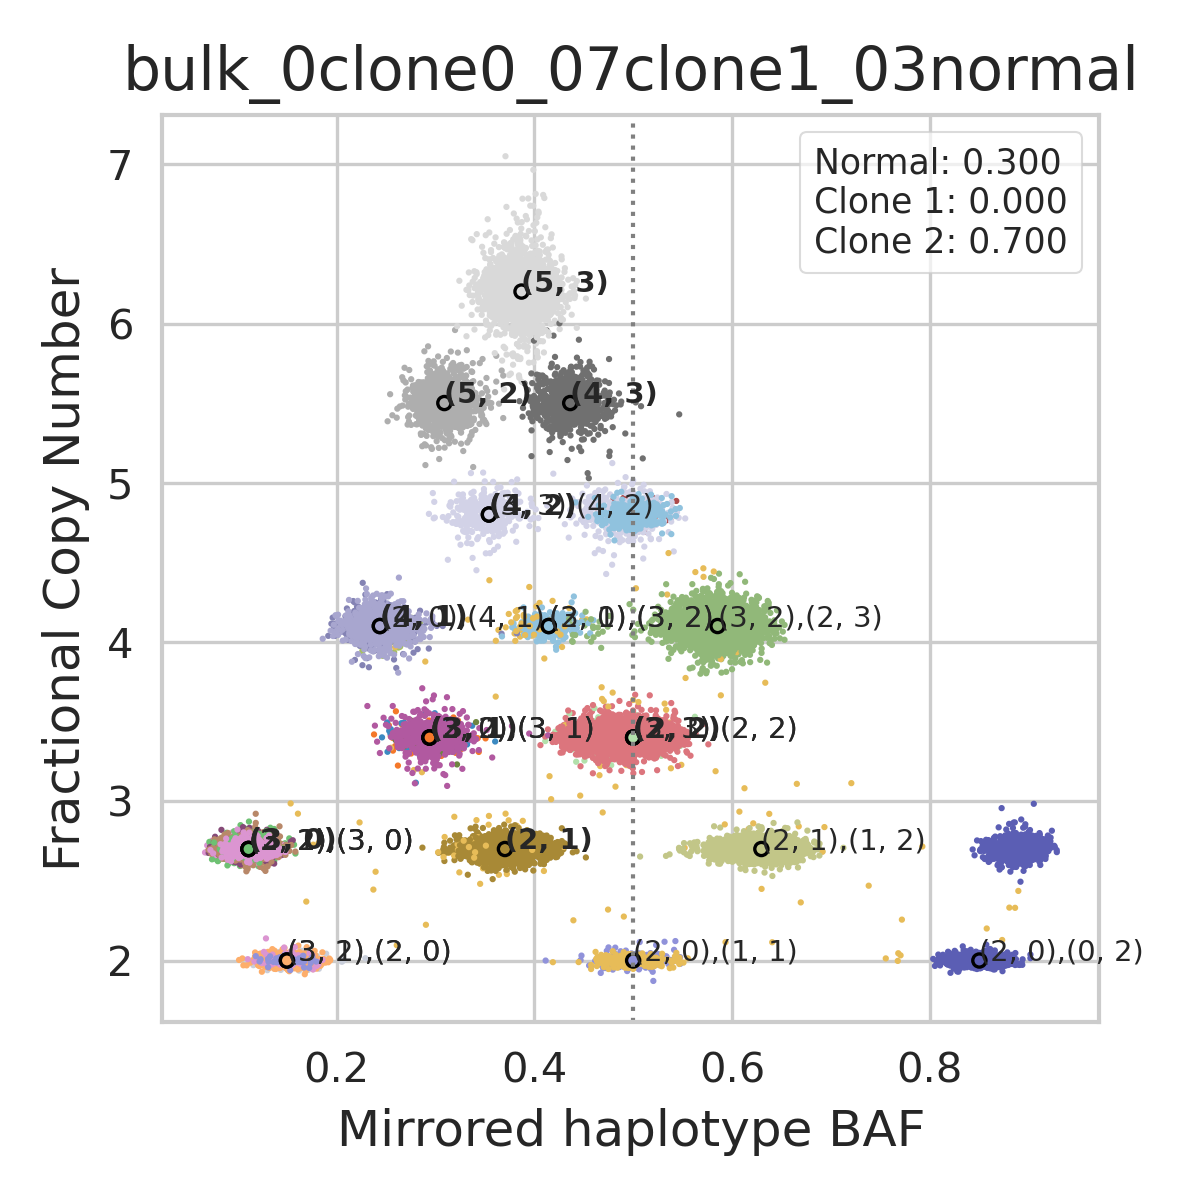 bulk_0clone0_07clone1_03normal
Normal: 0.300
Clone 1: 0.000
Clone 2: 0.700
7
(5, 3)
6
(5, 2)
(4, 3)
5
(4, 2)
4
(4, 1)
(3, 2),(2, 3)
(3, 1)
(2, 2)
3
(3, 0)
(2, 1)
(2, 1),(1, 2)
2
(2, 0)
(2, 0),(1, 1)
(2, 0),(0, 2)
0.2
0.4
0.6
0.8
Mirrored haplotype BAF
Fractional Copy Number